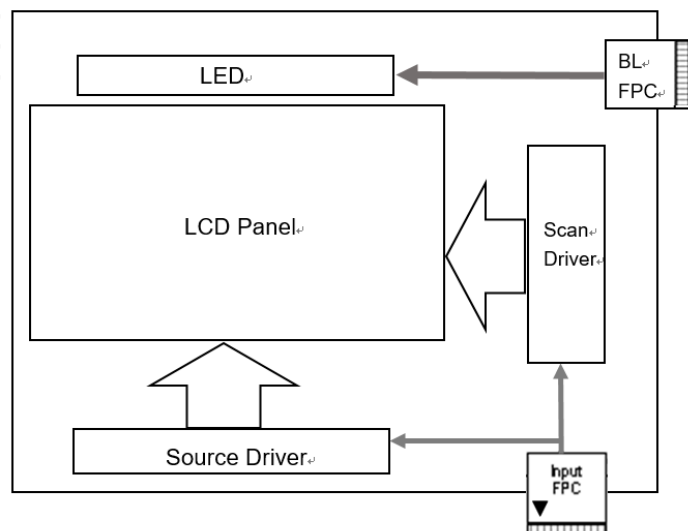 LED
BL
FPC
LCD Panel
Scan
Driver
Source Driver
Input
FPC